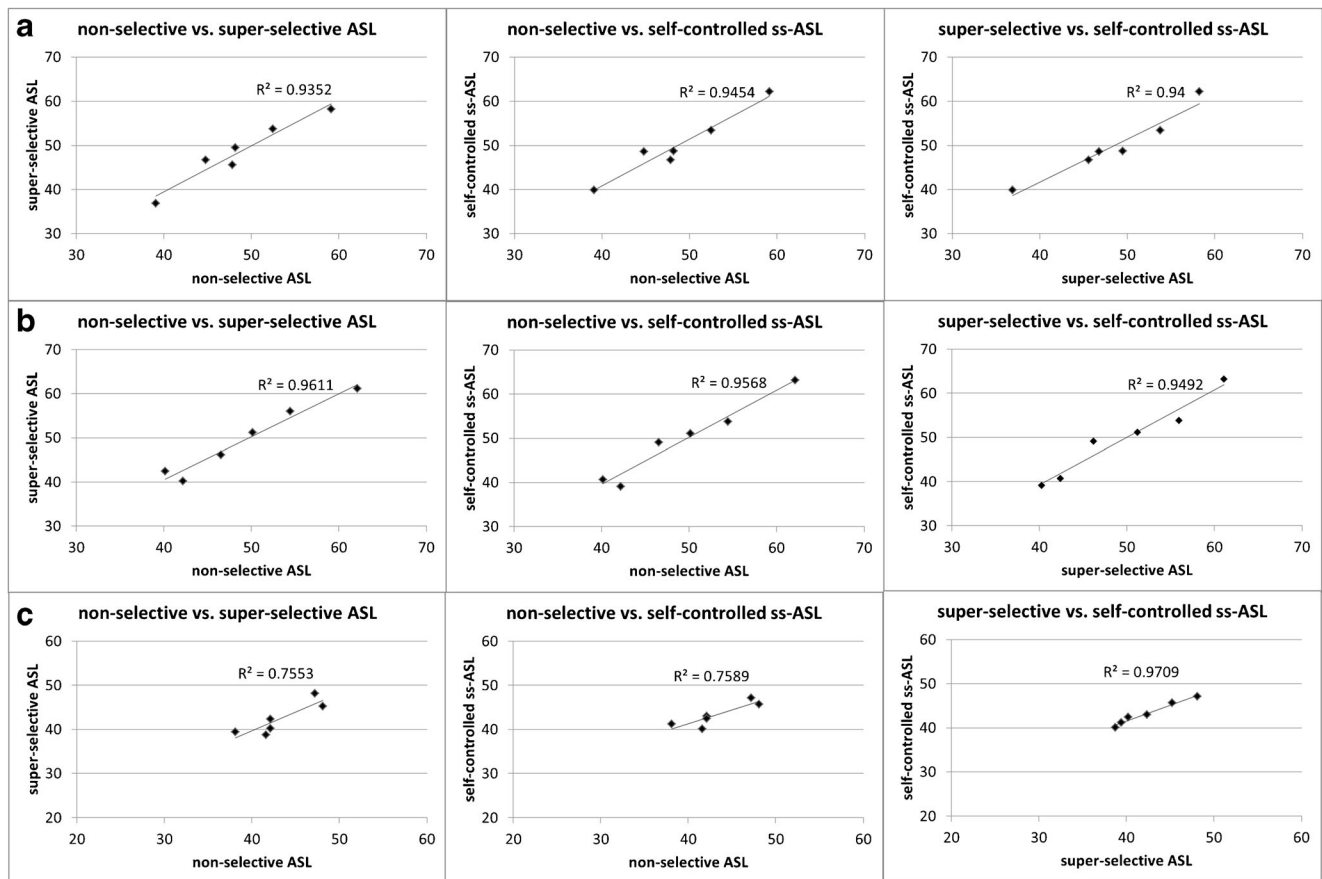 a
non-selective vs. super-selective ASL
70
60
50
40
30
R² = 0.9352
super-selective ASL
30 40 50 60 70
non-selective ASL
non-selective vs. self-controlled ss-ASL
70
60
50
40
30
R² = 0.9454
self-controlled ss-ASL
30 40 50 60 70
non-selective ASL
super-selective vs. self-controlled ss-ASL
70
60
50
40
30
R² = 0.94
self-controlled ss-ASL
30 40 50 60 70
super-selective ASL
b
non-selective vs. super-selective ASL
70
60
50
40
30
R² = 0.9611
super-selective ASL
30 40 50 60 70
non-selective ASL
non-selective vs. self-controlled ss-ASL
70
60
50
40
30
R² = 0.9568
self-controlled ss-ASL
30 40 50 60 70
non-selective ASL
super-selective vs. self-controlled ss-ASL
70
60
50
40
30
R² = 0.9492
self-controlled ss-ASL
30 40 50 60 70
super-selective ASL
c
non-selective vs. super-selective ASL
60
50
40
30
20
R² = 0.7553
super-selective ASL
20 30 40 50 60
non-selective ASL
non-selective vs. self-controlled ss-ASL
60
50
40
30
20
R² = 0.7589
self-controlled ss-ASL
20 30 40 50 60
non-selective ASL
super-selective vs. self-controlled ss-ASL
60
50
40
30
20
R² = 0.9709
self-controlled ss-ASL
20 30 40 50 60
super-selective ASL